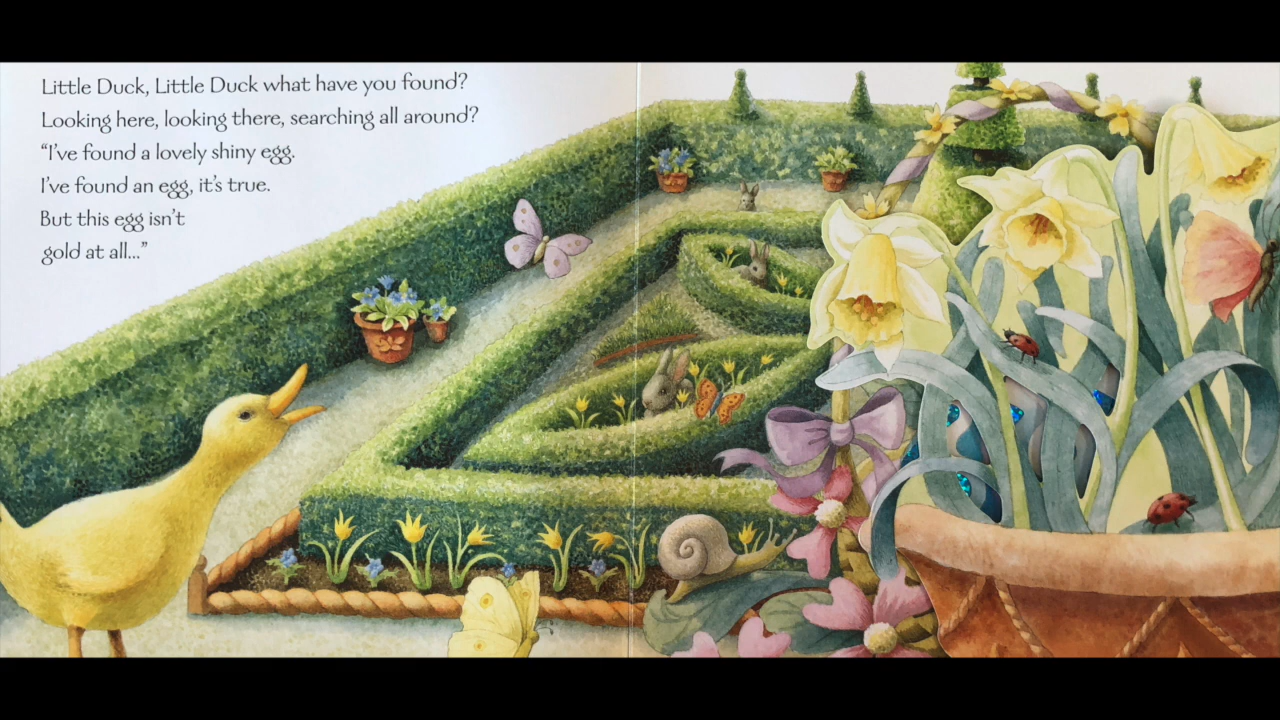 Little Duck, Little Duck what have you found?
Looking here, looking there, searching all around?
“I’ve found a lovely shiny egg.
I’ve found an egg, it’s true.
But this egg isn’t
gold at all...”